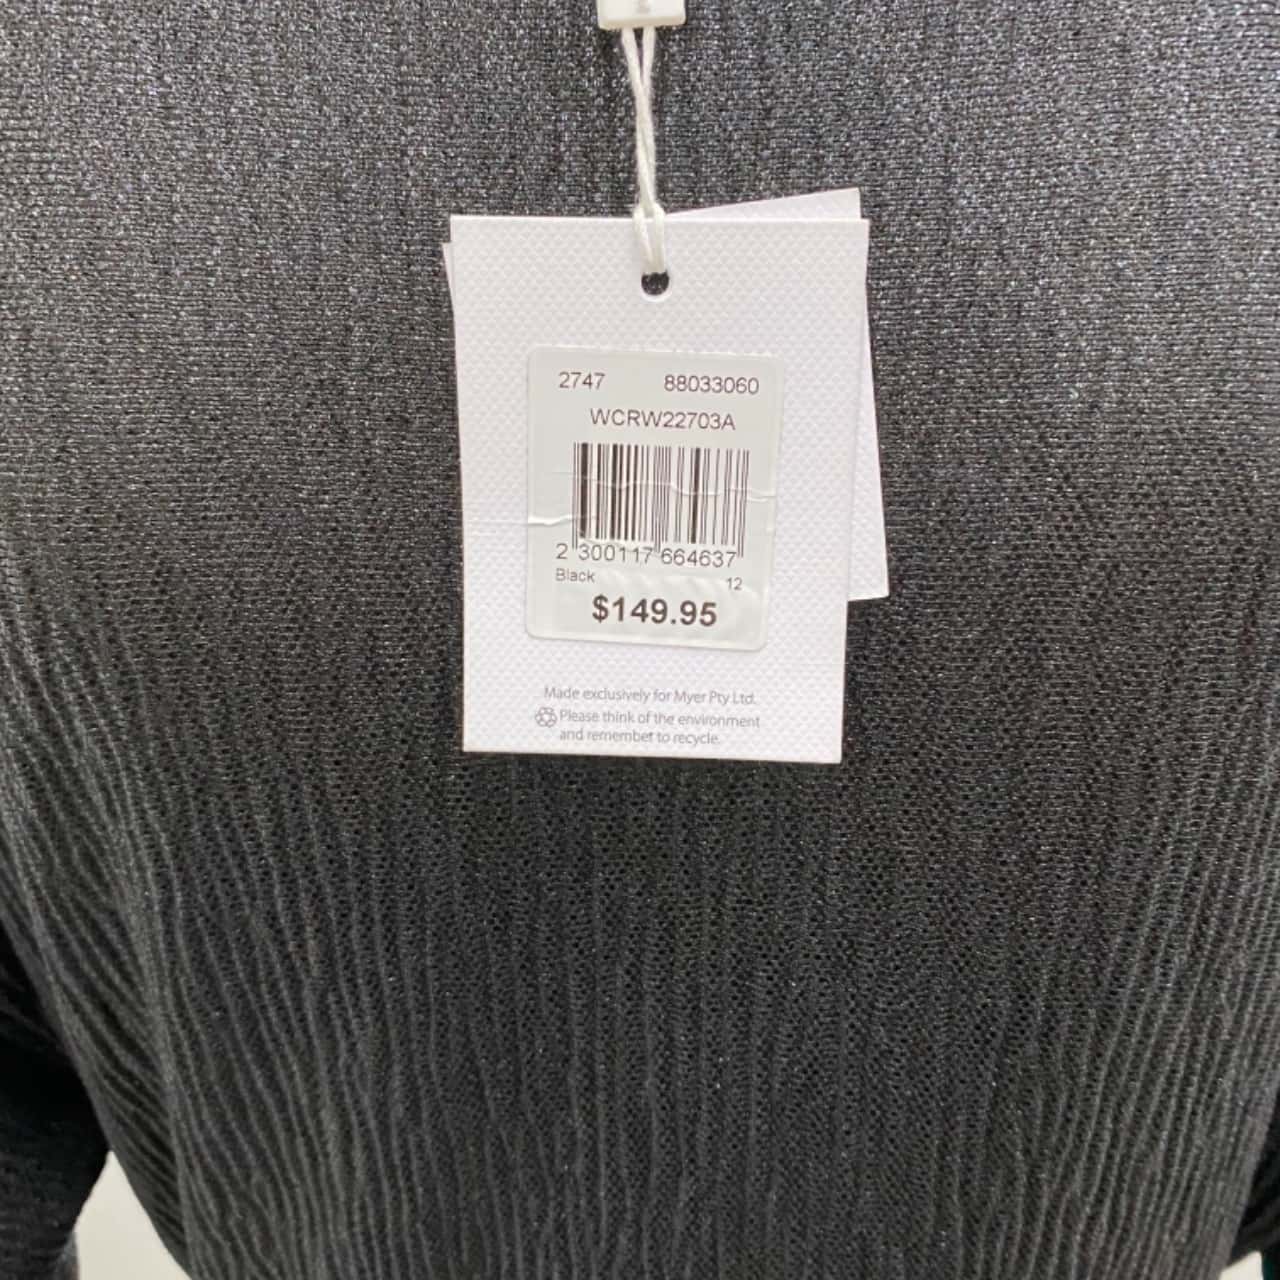 2747 88033060
WCRW22703A
2 300117 664637
Black 12
$149.95
Made exclusively for Myer Pty Ltd.
Please think of the environment
and remembet to recycle.